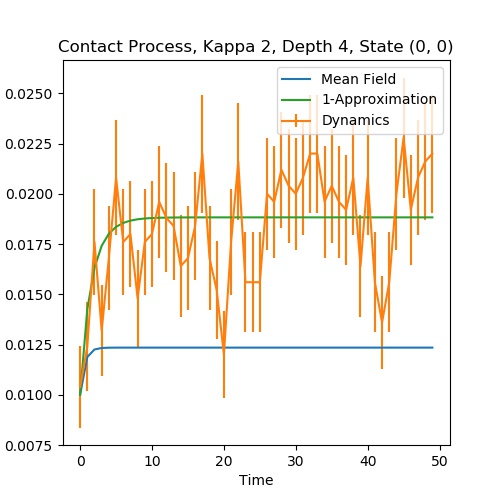 Contact Process, Kappa 2, Depth 4, State (0, 0)
Mean Field
1-Approximation
Dynamics
0.0250
0.0225
0.0200
0.0175
0.0150
0.0125
0.0100
0.0075
0 10 20 30 40 50
Time